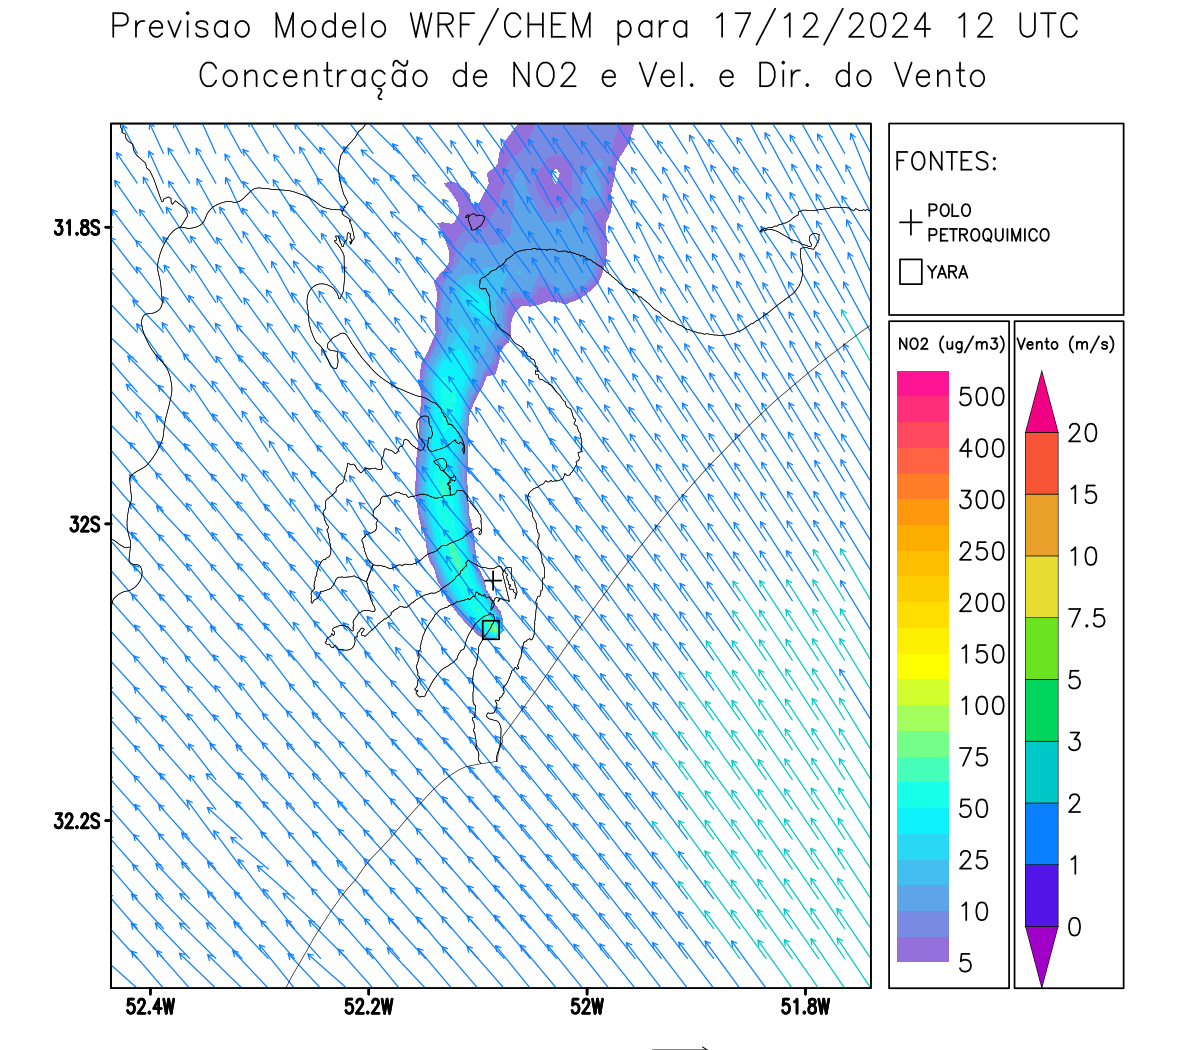 Previsao Modelo WRF/CHEM para 17/12/2024 12 UTC
Concentração de NO2 e Vel. e Dir. do Vento
FONTES:
POLO
PETROQUIMICO
YARA
NO2 (ug/m3)
500
400
300
250
200
150
100
75
50
25
10
5
Vento (m/s)
20
15
10
7.5
5
3
2
1
0
31.8S
32S
32.2S
52.4W 52.2W 52W 51.8W